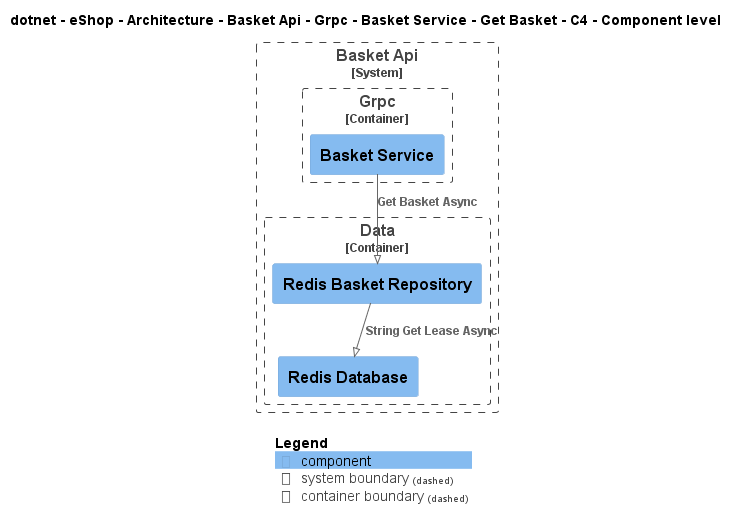 dotnet - eShop - Architecture - Basket Api - Grpc - Basket Service - Get Basket - C4 - Component level
Basket Api
[System]
Grpc
[Container]
Basket Service
Get Basket Async
Data
[Container]
Redis Basket Repository
String Get Lease Async
Redis Database
Legend
component
system boundary (dashed)
container boundary (dashed)